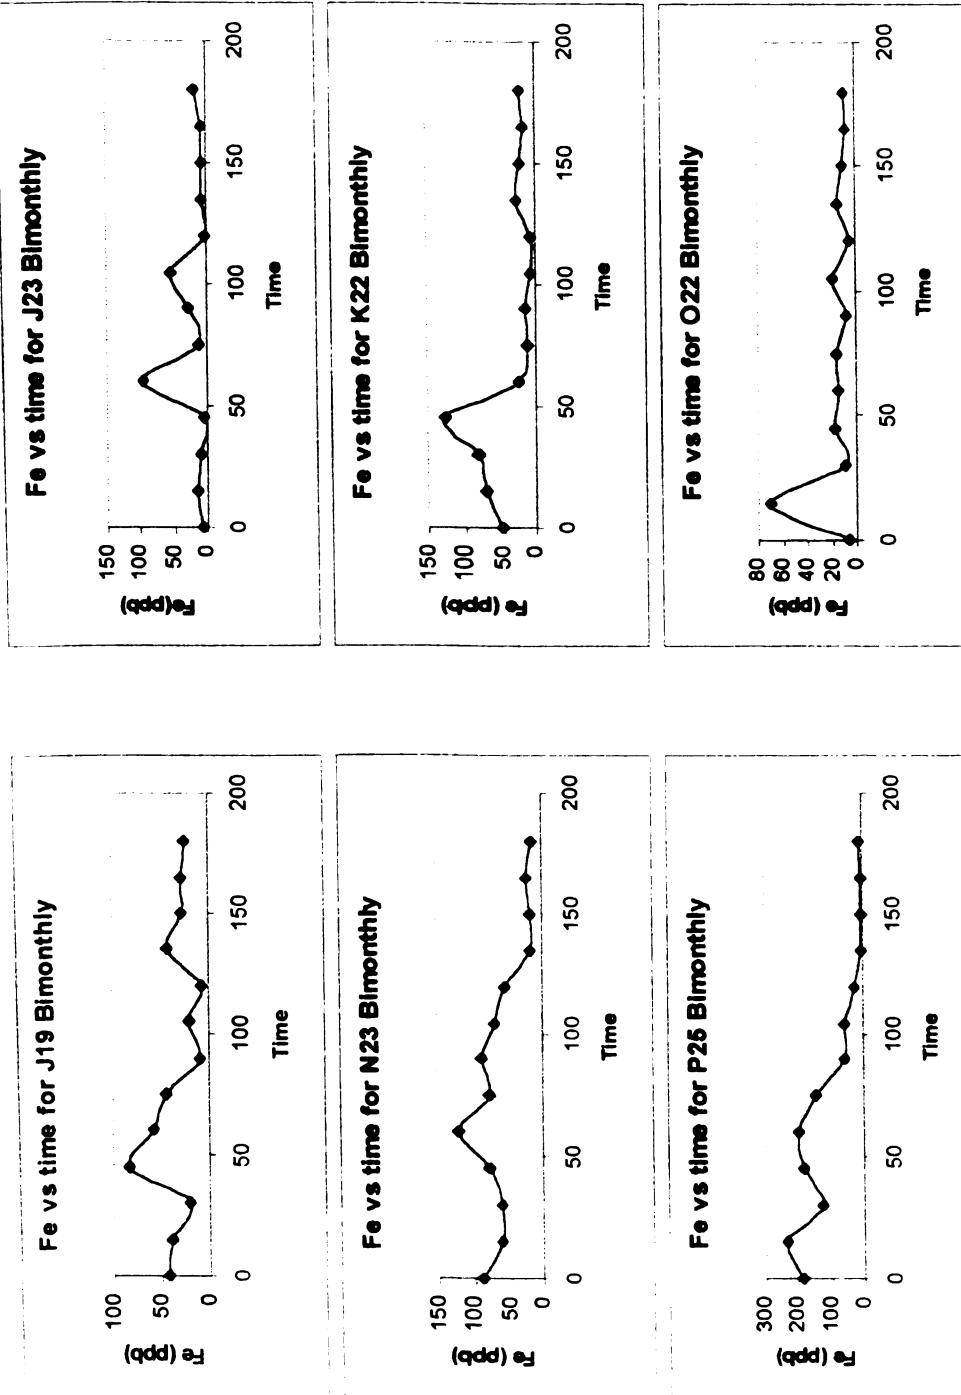 Fe vs time for J19 Bimonthly
Fe (ppb)
100
50
0
0 50 100 150 200
Time
Fe vs time for J23 Bimonthly
Fe(ppb)
150
100
50
0
0 50 100 150 200
Time
Fe vs time for N23 Bimonthly
Fe (ppb)
150
100
50
0
0 50 100 150 200
Time
Fe vs time for K22 Bimonthly
Fe (ppb)
150
100
50
0
0 50 100 150 200
Time
Fe vs time for P25 Bimonthly
Fe (ppb)
300
200
100
0
0 50 100 150 200
Time
Fe vs time for O22 Bimonthly
Fe (ppb)
80
60
40
20
0
0 50 100 150 200
Time